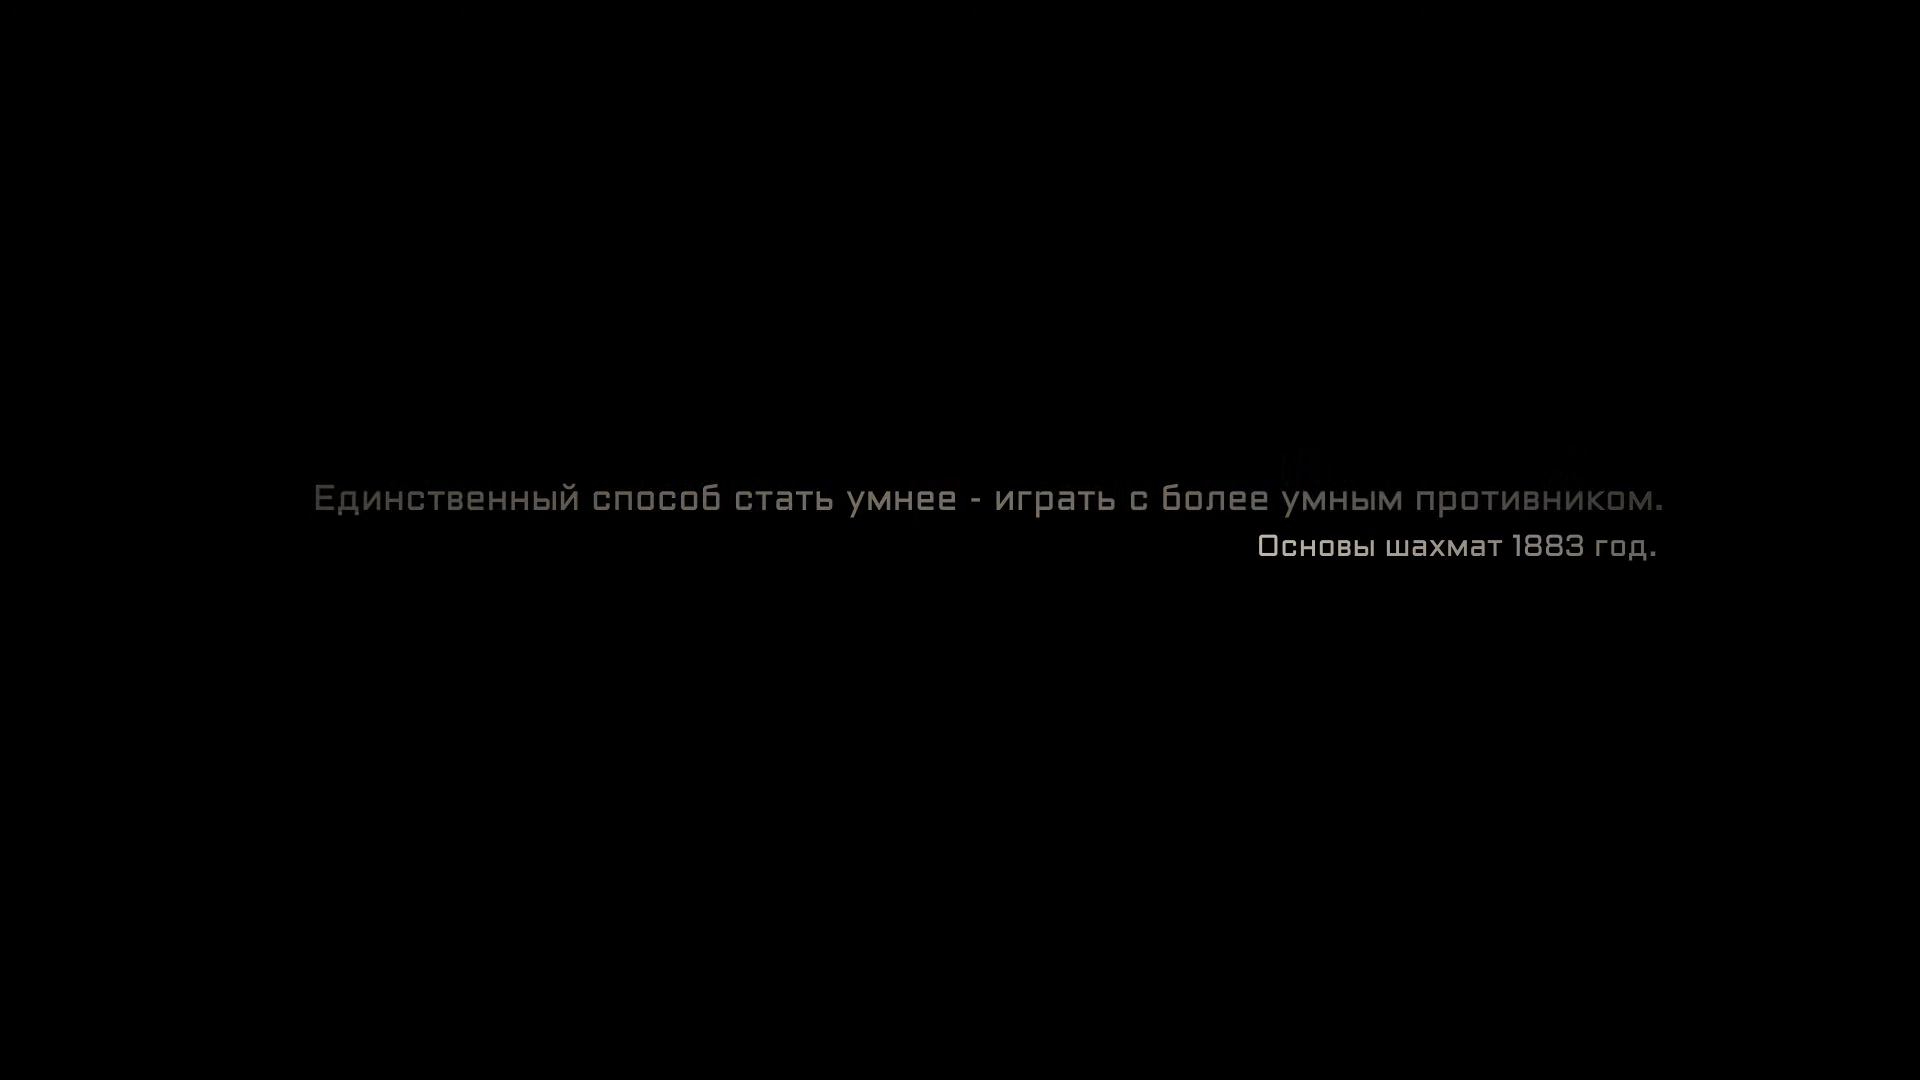 Единственный способ стать умнее - играть с более умным противником.
Основы шахмат 1883 год.